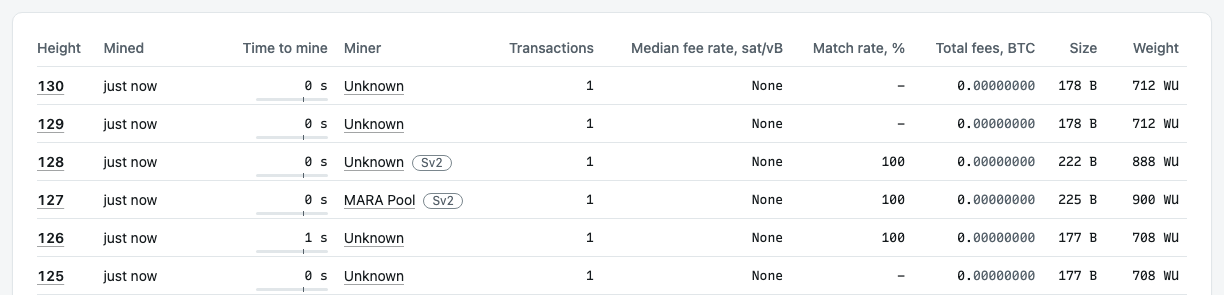 Height Mined Time to mine Miner Transactions Median fee rate, sat/vB Match rate, % Total fees, BTC Size Weight
130 just now 0 s Unknown 1 None – 0.00000000 178 B 712 WU
129 just now 0 s Unknown 1 None – 0.00000000 178 B 712 WU
128 just now 0 s Unknown Sv2 1 None 100 0.00000000 222 B 888 WU
127 just now 0 s MARA Pool Sv2 1 None 100 0.00000000 225 B 900 WU
126 just now 1 s Unknown 1 None 100 0.00000000 177 B 708 WU
125 just now 0 s Unknown 1 None – 0.00000000 177 B 708 WU